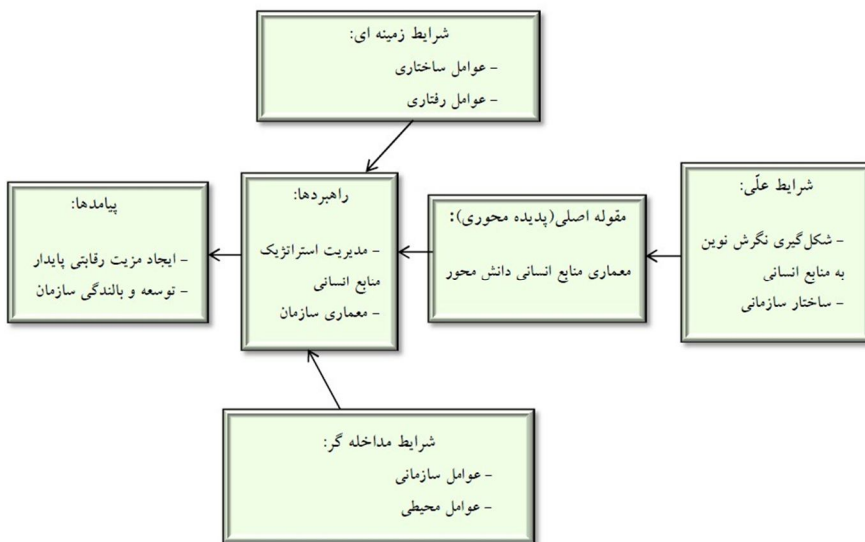 شرایط زمینه ای:
- عوامل ساختاری
- عوامل رفتاری
شرایط علّی:
- شکل‌گیری نگرش نوین
به منابع انسانی
- ساختار سازمانی
مقوله اصلی(پدیده محوری):
معماری منابع انسانی دانش محور
راهبردها:
- مدیریت استراتژیک
منابع انسانی
- معماری سازمان
پیامدها:
- ایجاد مزیت رقابتی پایدار
- توسعه و بالندگی سازمان
شرایط مداخله گر:
- عوامل سازمانی
- عوامل محیطی